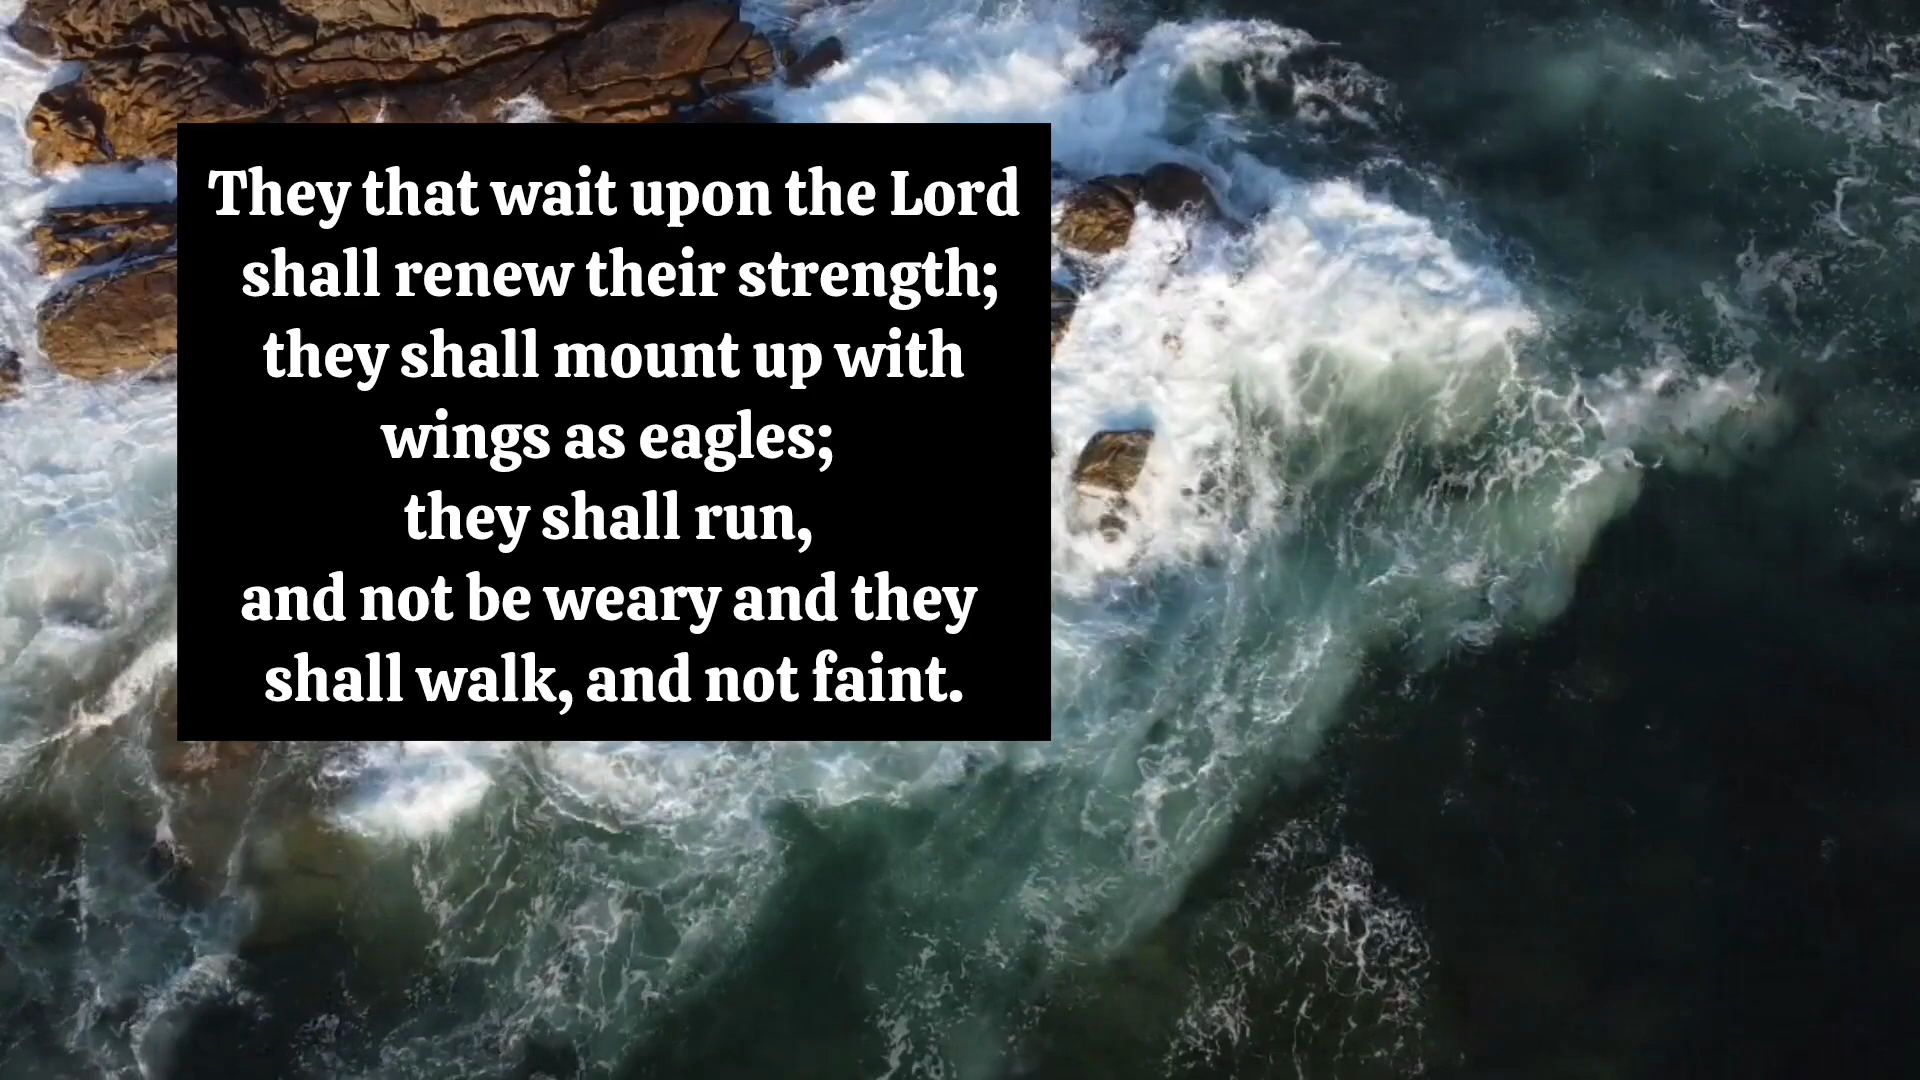 They that wait upon the Lord
shall renew their strength;
they shall mount up with
wings as eagles;
they shall run,
and not be weary and they
shall walk, and not faint.